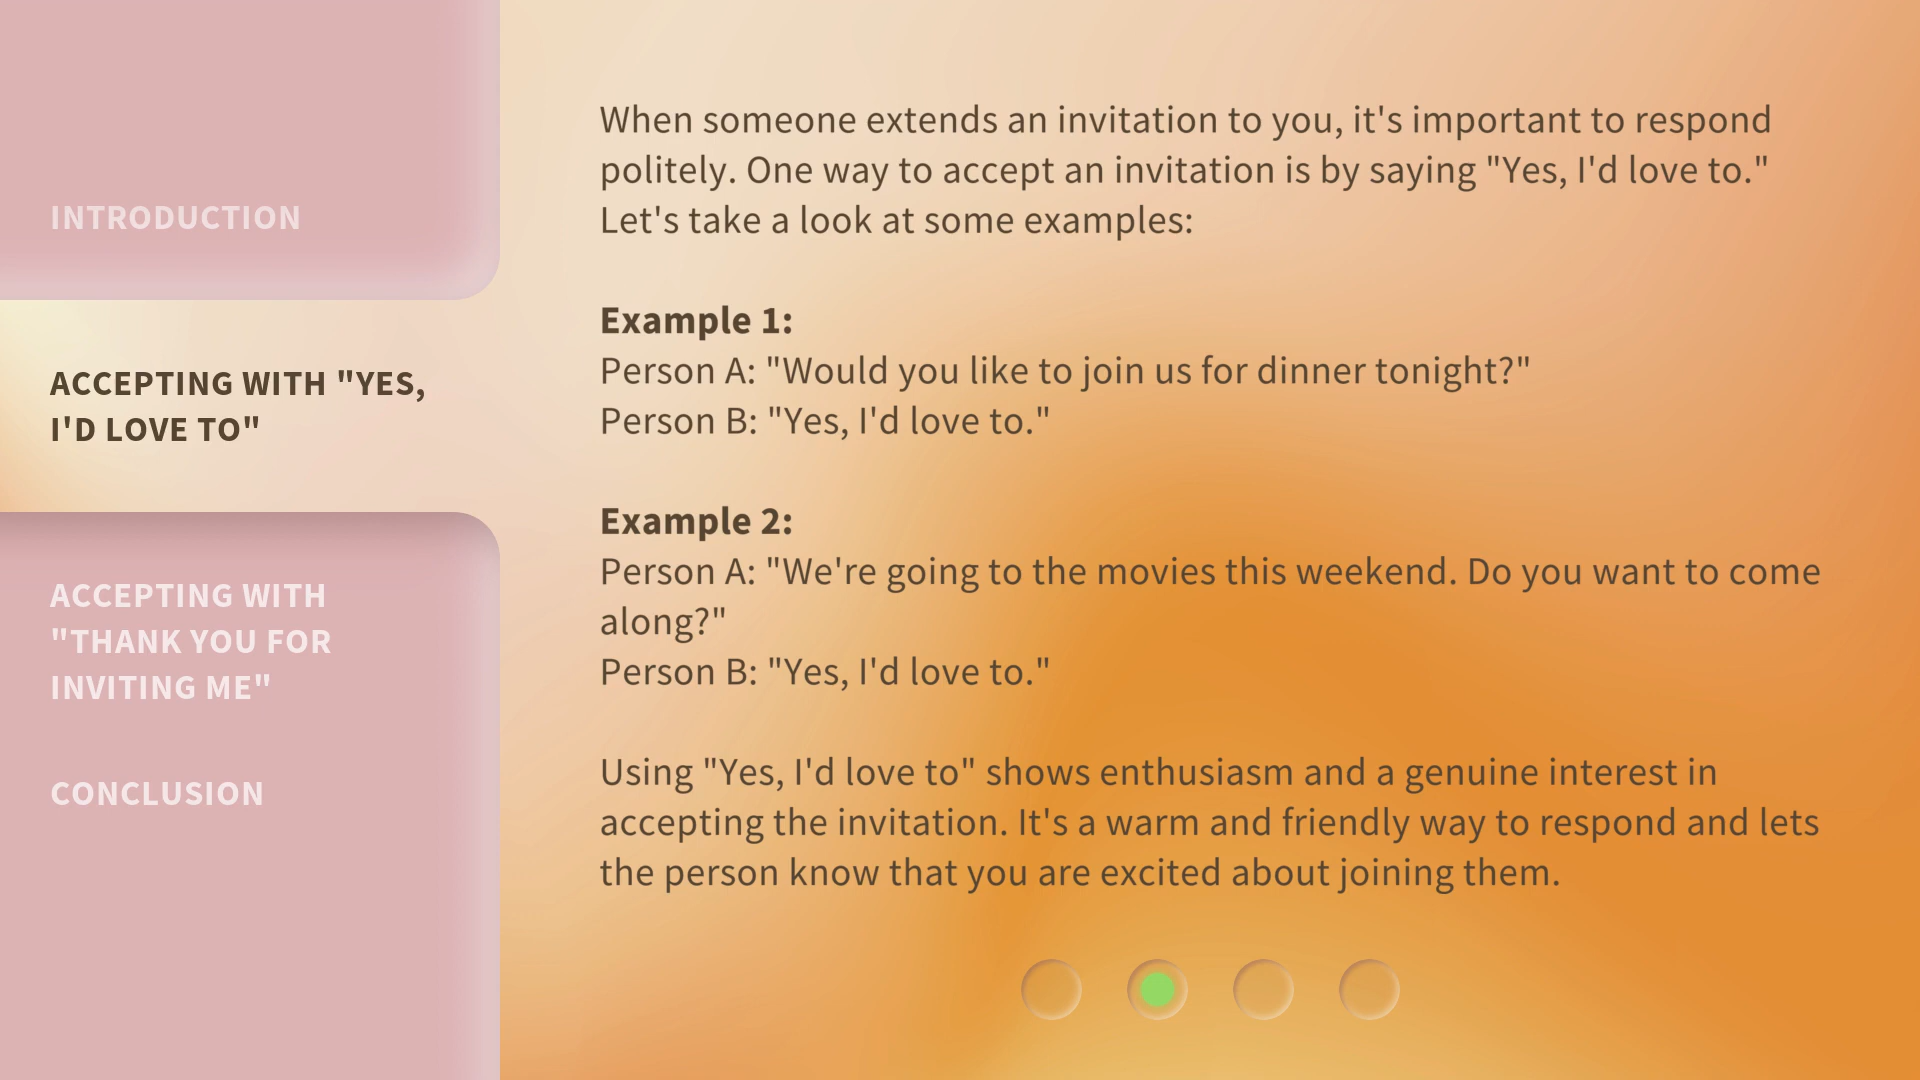 INTRODUCTION
ACCEPTING WITH "YES,
I'D LOVE TO"
ACCEPTING WITH
"THANK YOU FOR
INVITING ME"
CONCLUSION
When someone extends an invitation to you, it's important to respond
politely. One way to accept an invitation is by saying "Yes, I'd love to."
Let's take a look at some examples:
Example 1:
Person A: "Would you like to join us for dinner tonight?"
Person B: "Yes, I'd love to."
Example 2:
Person A: "We're going to the movies this weekend. Do you want to come
along?"
Person B: "Yes, I'd love to."
Using "Yes, I'd love to" shows enthusiasm and a genuine interest in
accepting the invitation. It's a warm and friendly way to respond and lets
the person know that you are excited about joining them.